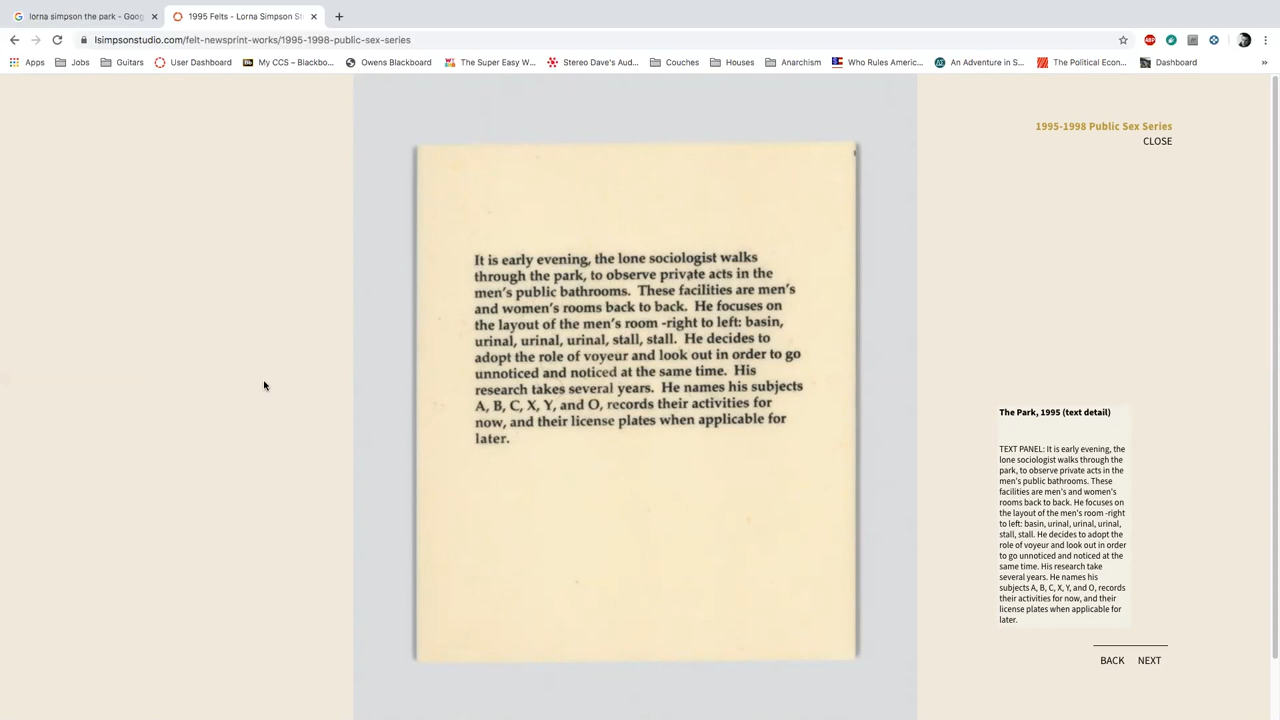 lorna simpson the park - Goog
1995 Felts - Lorna Simpson St
lsimpsonstudio.com/felt-newsprint-works/1995-1998-public-sex-series
ABP
Apps
Jobs
Guitars
User Dashboard
My CCS – Blackbo...
Owens Blackboard
The Super Easy W...
Stereo Dave's Aud...
Couches
Houses
Anarchism
Who Rules Americ...
An Adventure in S...
The Political Econ...
Dashboard
»
1995-1998 Public Sex Series
CLOSE
It is early evening, the lone sociologist walks
through the park, to observe private acts in the
men's public bathrooms. These facilities are men's
and women's rooms back to back. He focuses on
the layout of the men's room -right to left: basin,
urinal, urinal, urinal, stall, stall. He decides to
adopt the role of voyeur and look out in order to go
unnoticed and noticed at the same time. His
research takes several years. He names his subjects
A, B, C, X, Y, and O, records their activities for
now, and their license plates when applicable for
later.
The Park, 1995 (text detail)
TEXT PANEL: It is early evening, the
lone sociologist walks through the
park, to observe private acts in the
men's public bathrooms. These
facilities are men's and women's
rooms back to back. He focuses on
the layout of the men's room -right
to left: basin, urinal, urinal, urinal,
stall, stall. He decides to adopt the
role of voyeur and look out in order
to go unnoticed and noticed at the
same time. His research take
several years. He names his
subjects A, B, C, X, Y, and O, records
their activities for now, and their
license plates when applicable for
later.
BACK NEXT